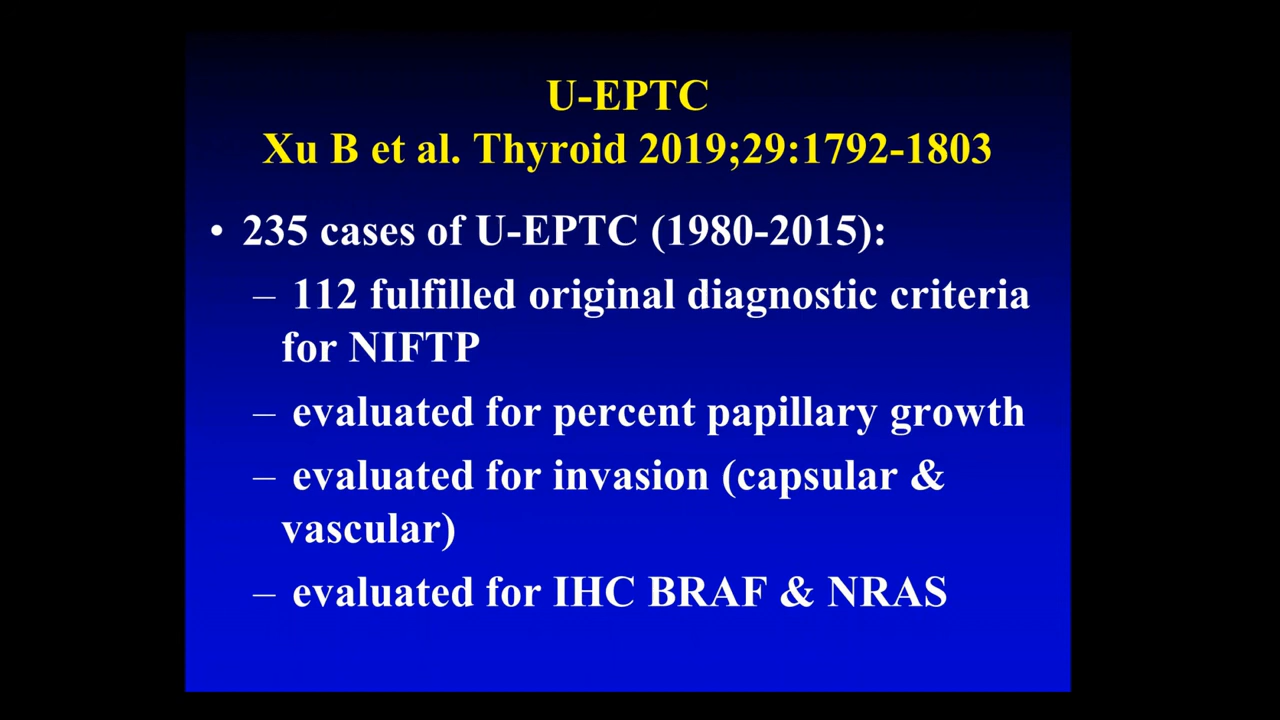 U-EPTC
Xu B et al. Thyroid 2019;29:1792-1803
• 235 cases of U-EPTC (1980-2015):
– 112 fulfilled original diagnostic criteria
for NIFTP
– evaluated for percent papillary growth
– evaluated for invasion (capsular &
vascular)
– evaluated for IHC BRAF & NRAS